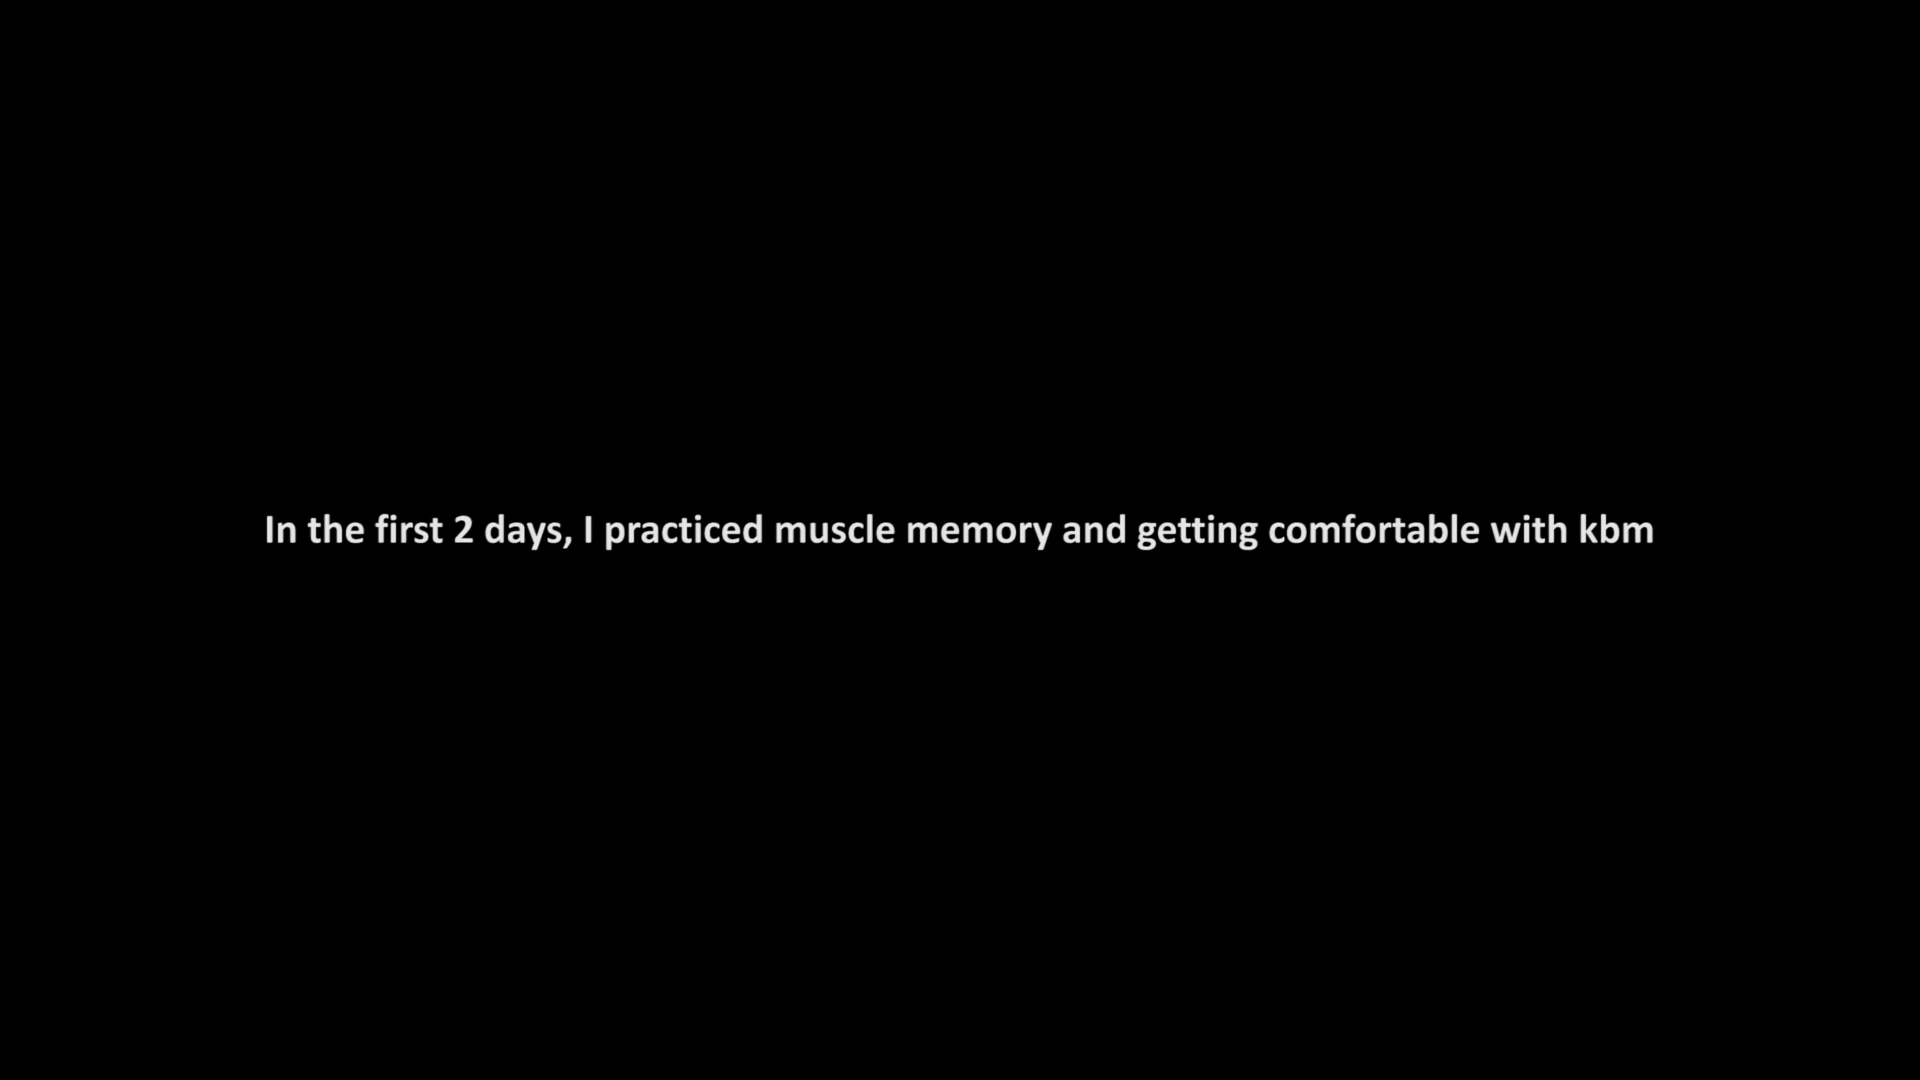 In the first 2 days, I practiced muscle memory and getting comfortable with kbm